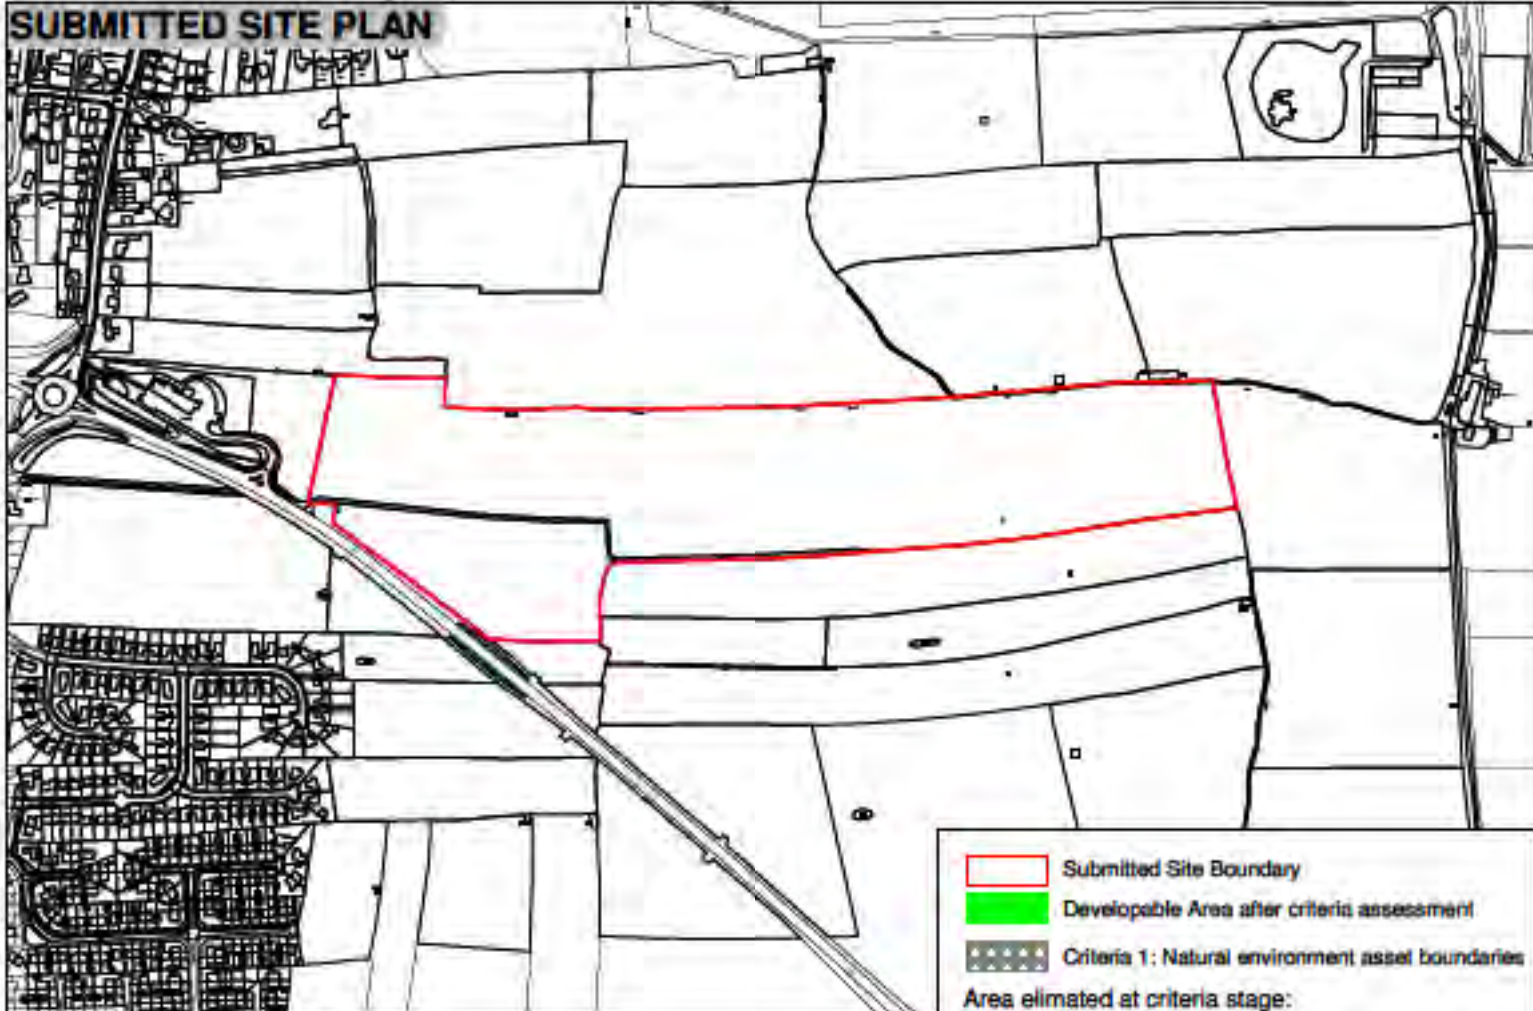 SUBMITTED SITE PLAN
Submitted Site Boundary
Developable Area after criteria assessment
Criteria 1: Natural environment asset boundaries
Area elimated at criteria stage: